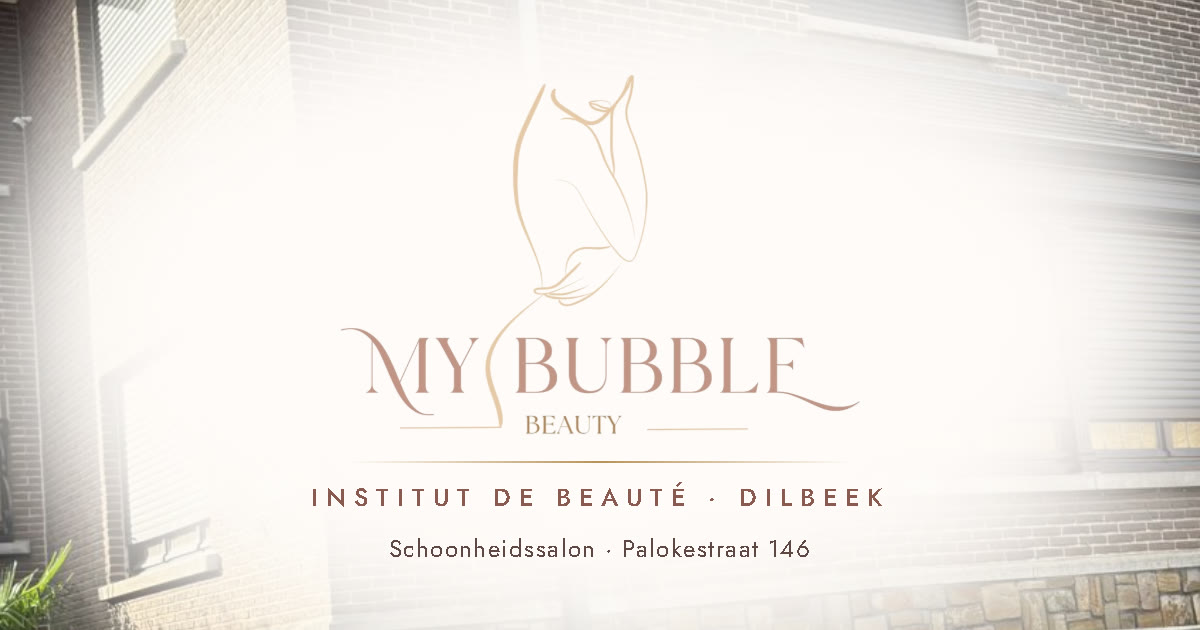 MY BUBBLE
BEAUTY
INSTITUT DE BEAUTÉ · DILBEEK
Schoonheidssalon · Palokestraat 146